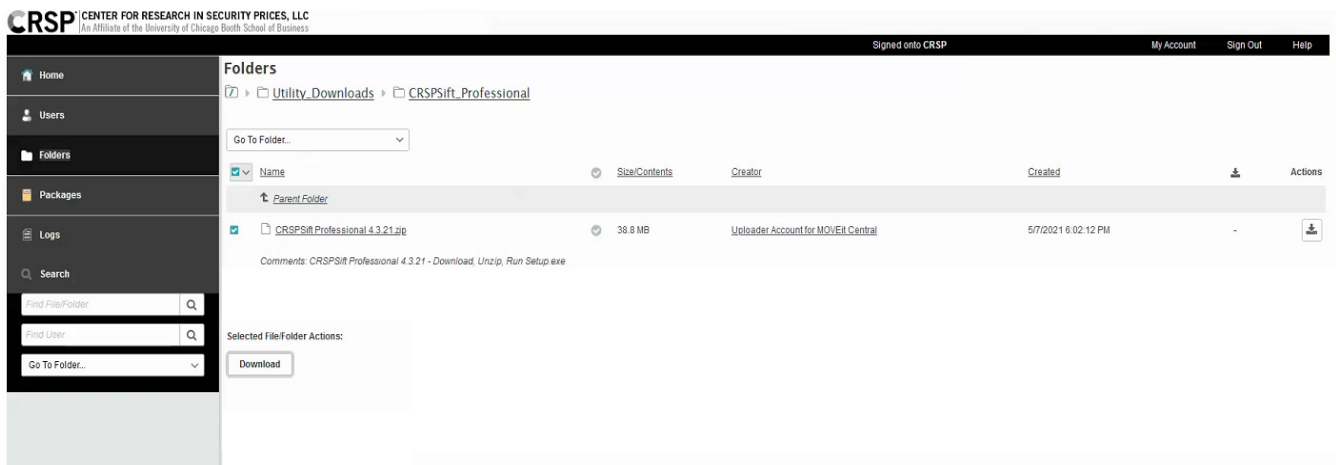 CRSP CENTER FOR RESEARCH IN SECURITY PRICES, LLC
An Affiliate of the University of Chicago Booth School of Business
Signed onto CRSP My Account Sign Out Help
Home
Users
Folders
Packages
Logs
Search
Find File/Folder
Find User
Go To Folder...
Folders
Utility_Downloads CRSPSift_Professional
Go To Folder...
Name Size/Contents Creator Created Actions
Parent Folder
CRSPSift Professional 4.3.21.zip 38.8 MB Uploader Account for MOVEit Central 5/7/2021 6:02:12 PM -
Comments: CRSPSift Professional 4.3.21 - Download, Unzip, Run Setup.exe
Selected File/Folder Actions:
Download